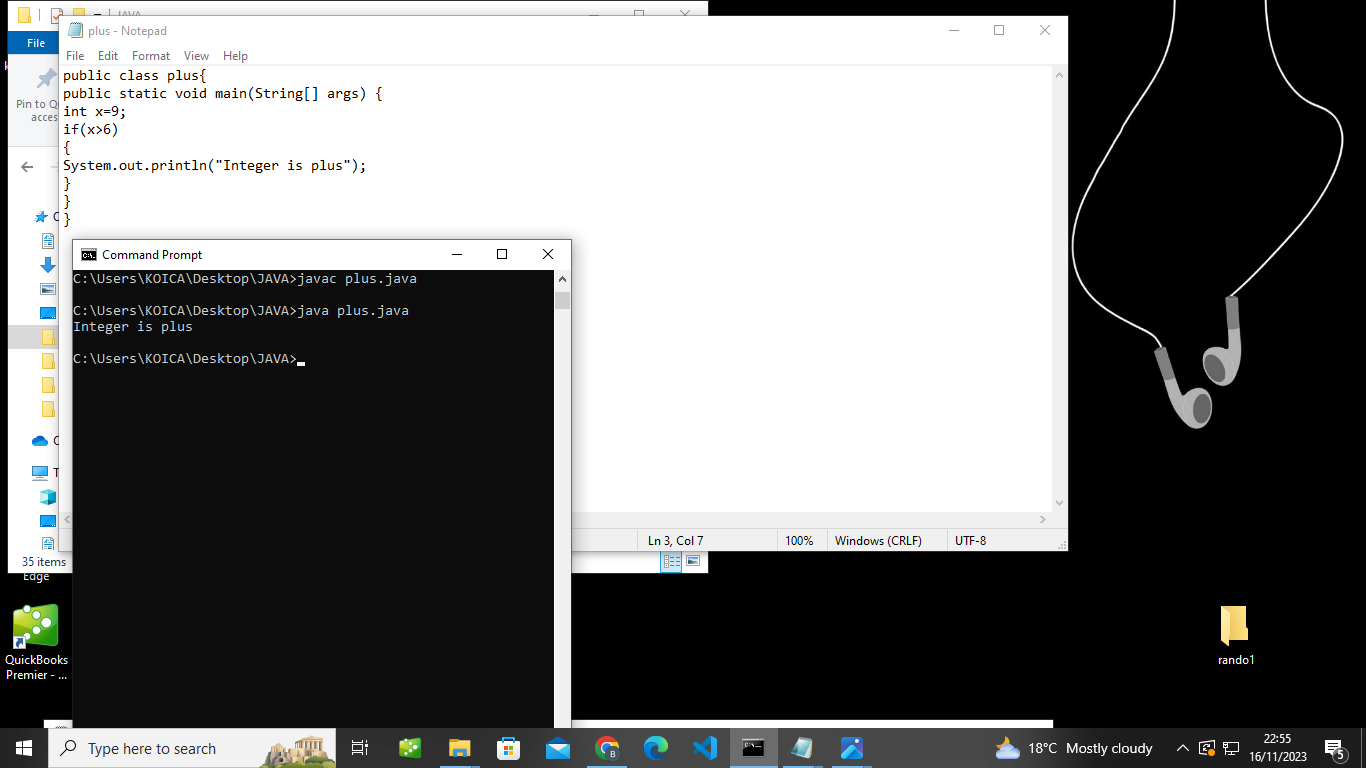 JAVA
plus - Notepad
File
File Edit Format View Help
public class plus{
public static void main(String[] args) {
int x=9;
if(x>6)
{
System.out.println("Integer is plus");
}
}
}
Pin to Qu
acces
Command Prompt
C:\Users\KOICA\Desktop\JAVA>javac plus.java
C:\Users\KOICA\Desktop\JAVA>java plus.java
Integer is plus
C:\Users\KOICA\Desktop\JAVA>
Ln 3, Col 7 100% Windows (CRLF) UTF-8
35 items
Edge
QuickBooks
Premier - ...
rando1
Type here to search
18°C Mostly cloudy
22:55
16/11/2023
5